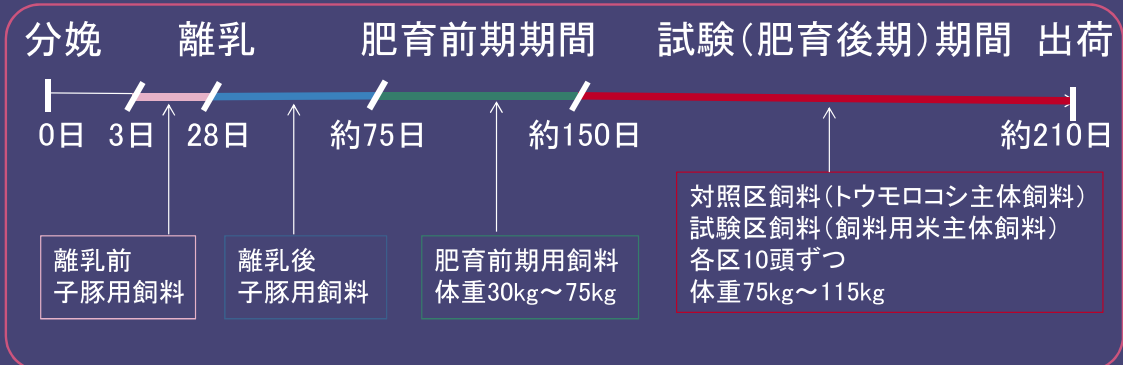 分娩 離乳 肥育前期期間 試験(肥育後期)期間 出荷
0日 3日 28日 約75日 約150日 約210日
離乳前
子豚用飼料
離乳後
子豚用飼料
肥育前期用飼料
体重30kg～75kg
対照区飼料(トウモロコシ主体飼料)
試験区飼料(飼料用米主体飼料)
各区10頭ずつ
体重75kg～115kg